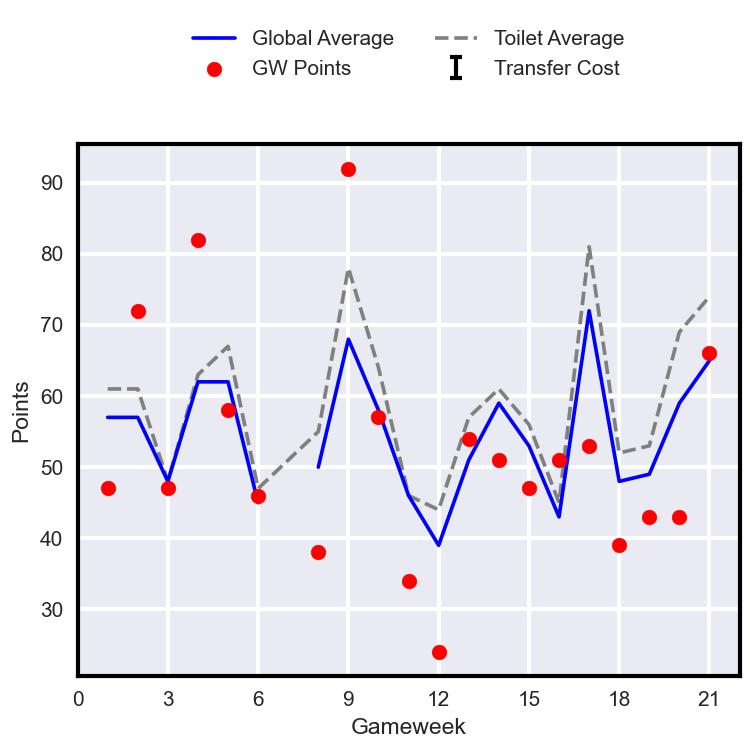 Global Average
Toilet Average
GW Points
Transfer Cost
90
80
70
60
50
40
30
Points
0 3 6 9 12 15 18 21
Gameweek